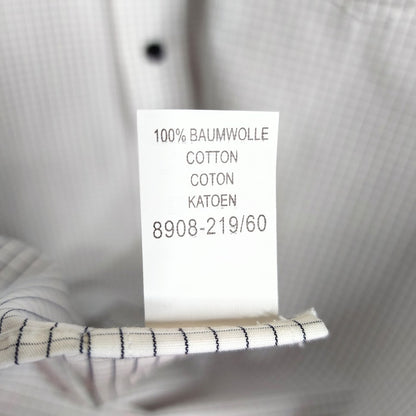 100% BAUMWOLLE
COTTON
COTON
KATOEN
8908-219/60